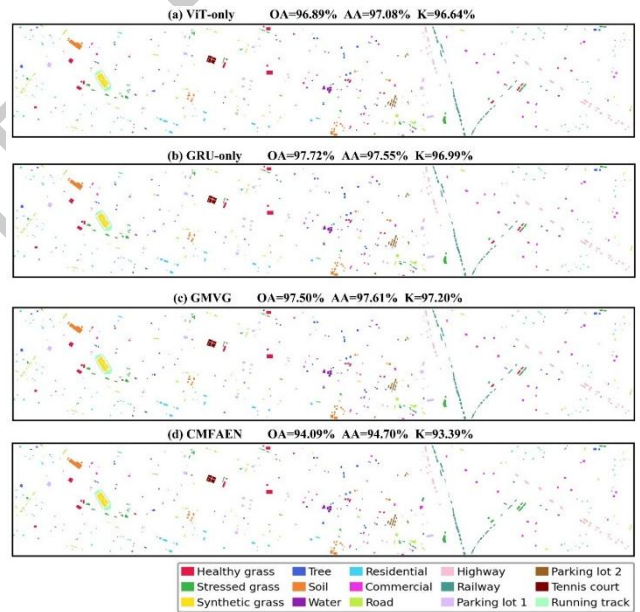 (a) ViT-only OA=96.89% AA=97.08% K=96.64%
(b) GRU-only OA=97.72% AA=97.55% K=96.99%
(c) GMVG OA=97.50% AA=97.61% K=97.20%
(d) CMFAEN OA=94.09% AA=94.70% K=93.39%
Healthy grass Tree Residential Highway Parking lot 2
Stressed grass Soil Commercial Railway Tennis court
Synthetic grass Water Road Parking lot 1 Running track